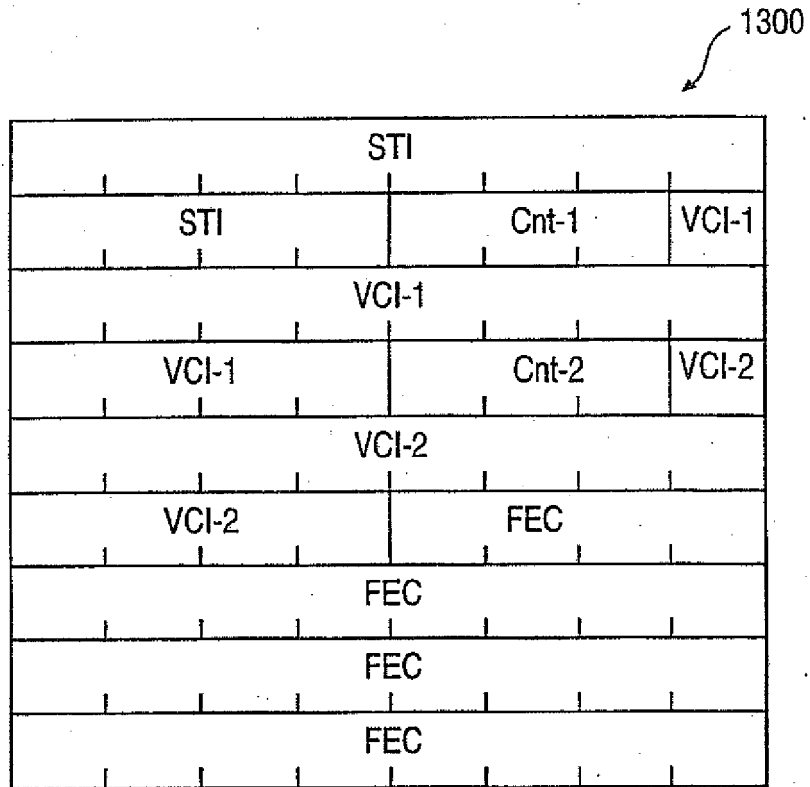 1300
STI
STI Cnt-1 VCI-1
VCI-1
VCI-1 Cnt-2 VCI-2
VCI-2
VCI-2 FEC
FEC
FEC
FEC